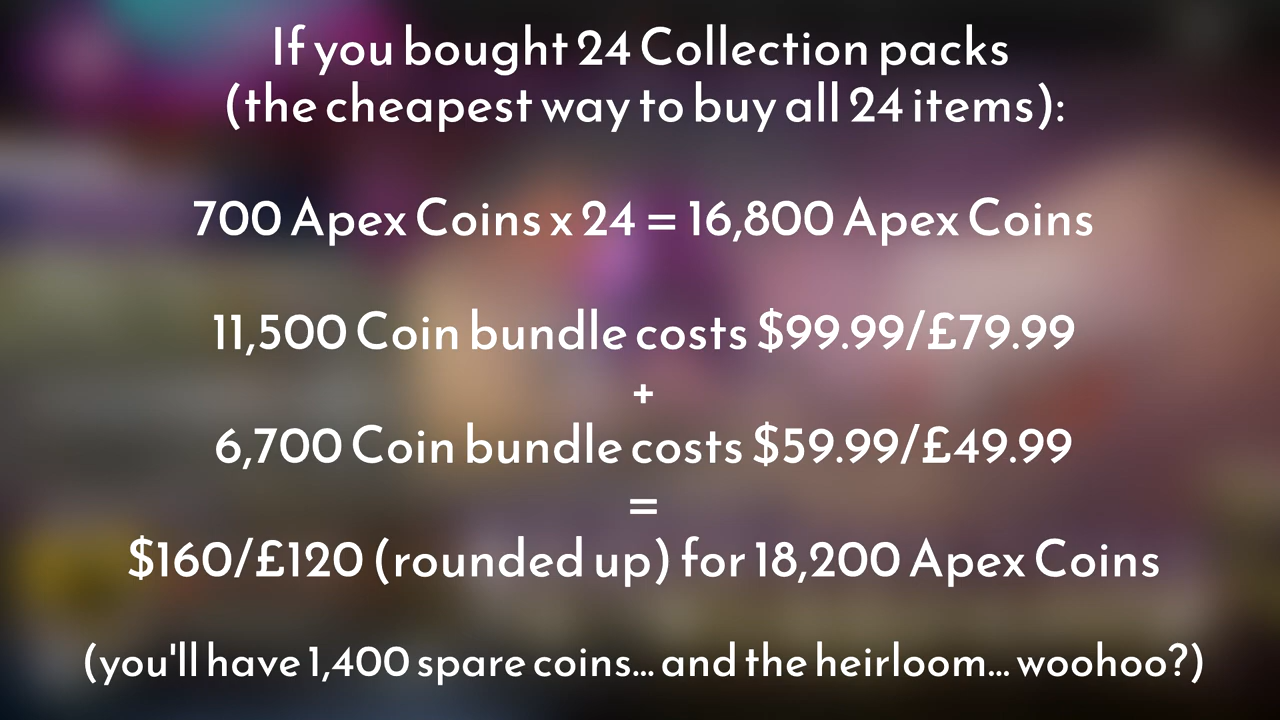 If you bought 24 Collection packs
(the cheapest way to buy all 24 items):
700 Apex Coins x 24 = 16,800 Apex Coins
11,500 Coin bundle costs $99.99/£79.99
+
6,700 Coin bundle costs $59.99/£49.99
=
$160/£120 (rounded up) for 18,200 Apex Coins
(you'll have 1,400 spare coins... and the heirloom... woohoo?)